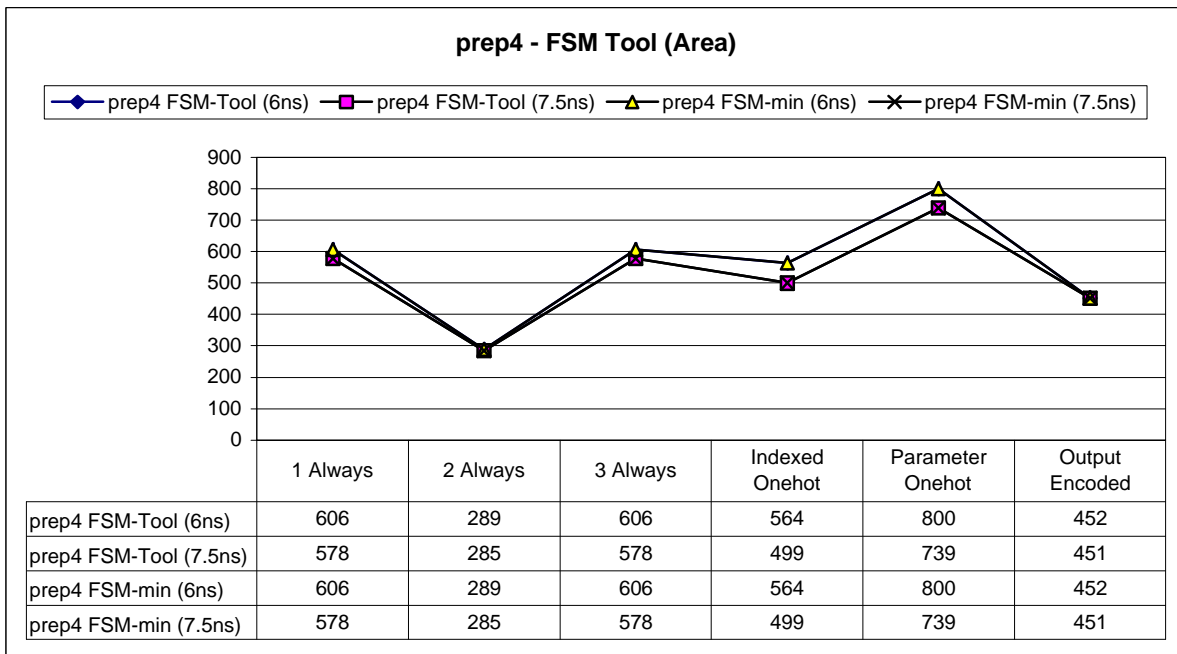 prep4 - FSM Tool (Area)
prep4 FSM-Tool (6ns) prep4 FSM-Tool (7.5ns) prep4 FSM-min (6ns) prep4 FSM-min (7.5ns)
900
800
700
600
500
400
300
200
100
0
1 Always 2 Always 3 Always Indexed Onehot Parameter Onehot Output Encoded
prep4 FSM-Tool (6ns) 606 289 606 564 800 452
prep4 FSM-Tool (7.5ns) 578 285 578 499 739 451
prep4 FSM-min (6ns) 606 289 606 564 800 452
prep4 FSM-min (7.5ns) 578 285 578 499 739 451